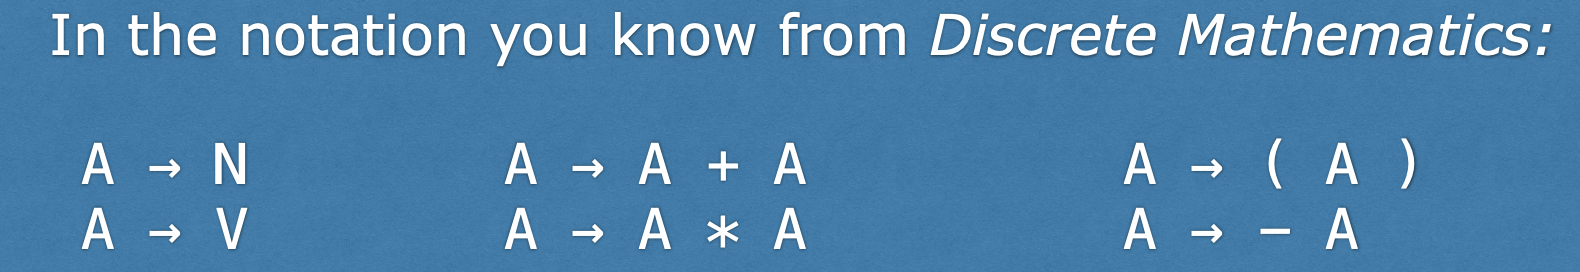 In the notation you know from Discrete Mathematics:
A → N A → A + A A → ( A )
A → V A → A * A A → – A